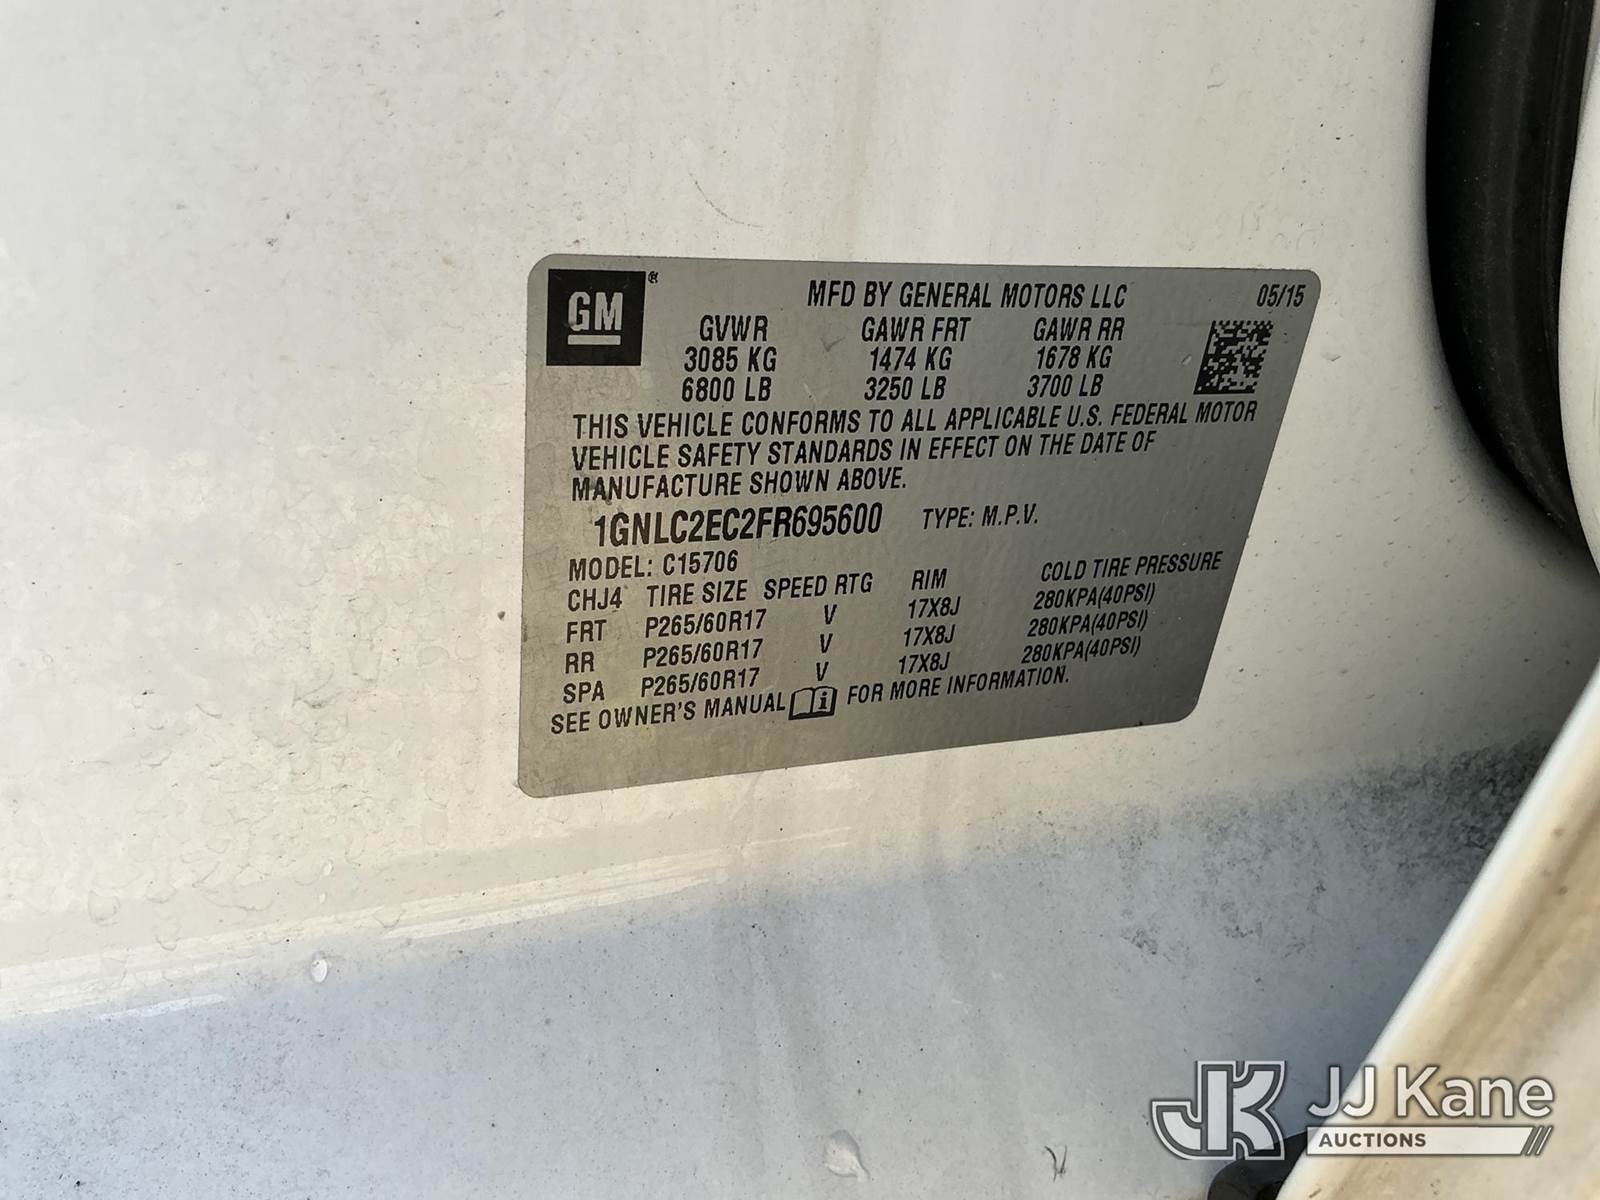 GM ®
MFD BY GENERAL MOTORS LLC 05/15
GVWR GAWR FRT GAWR RR
3085 KG 1474 KG 1678 KG
6800 LB 3250 LB 3700 LB
THIS VEHICLE CONFORMS TO ALL APPLICABLE U.S. FEDERAL MOTOR
VEHICLE SAFETY STANDARDS IN EFFECT ON THE DATE OF
MANUFACTURE SHOWN ABOVE.
1GNLC2EC2FR695600 TYPE: M.P.V.
MODEL: C15706
CHJ4 TIRE SIZE SPEED RTG RIM COLD TIRE PRESSURE
FRT P265/60R17 V 17X8J 280KPA(40PSI)
RR P265/60R17 V 17X8J 280KPA(40PSI)
SPA P265/60R17 V 17X8J 280KPA(40PSI)
SEE OWNER'S MANUAL i FOR MORE INFORMATION.
JK JJ Kane
AUCTIONS